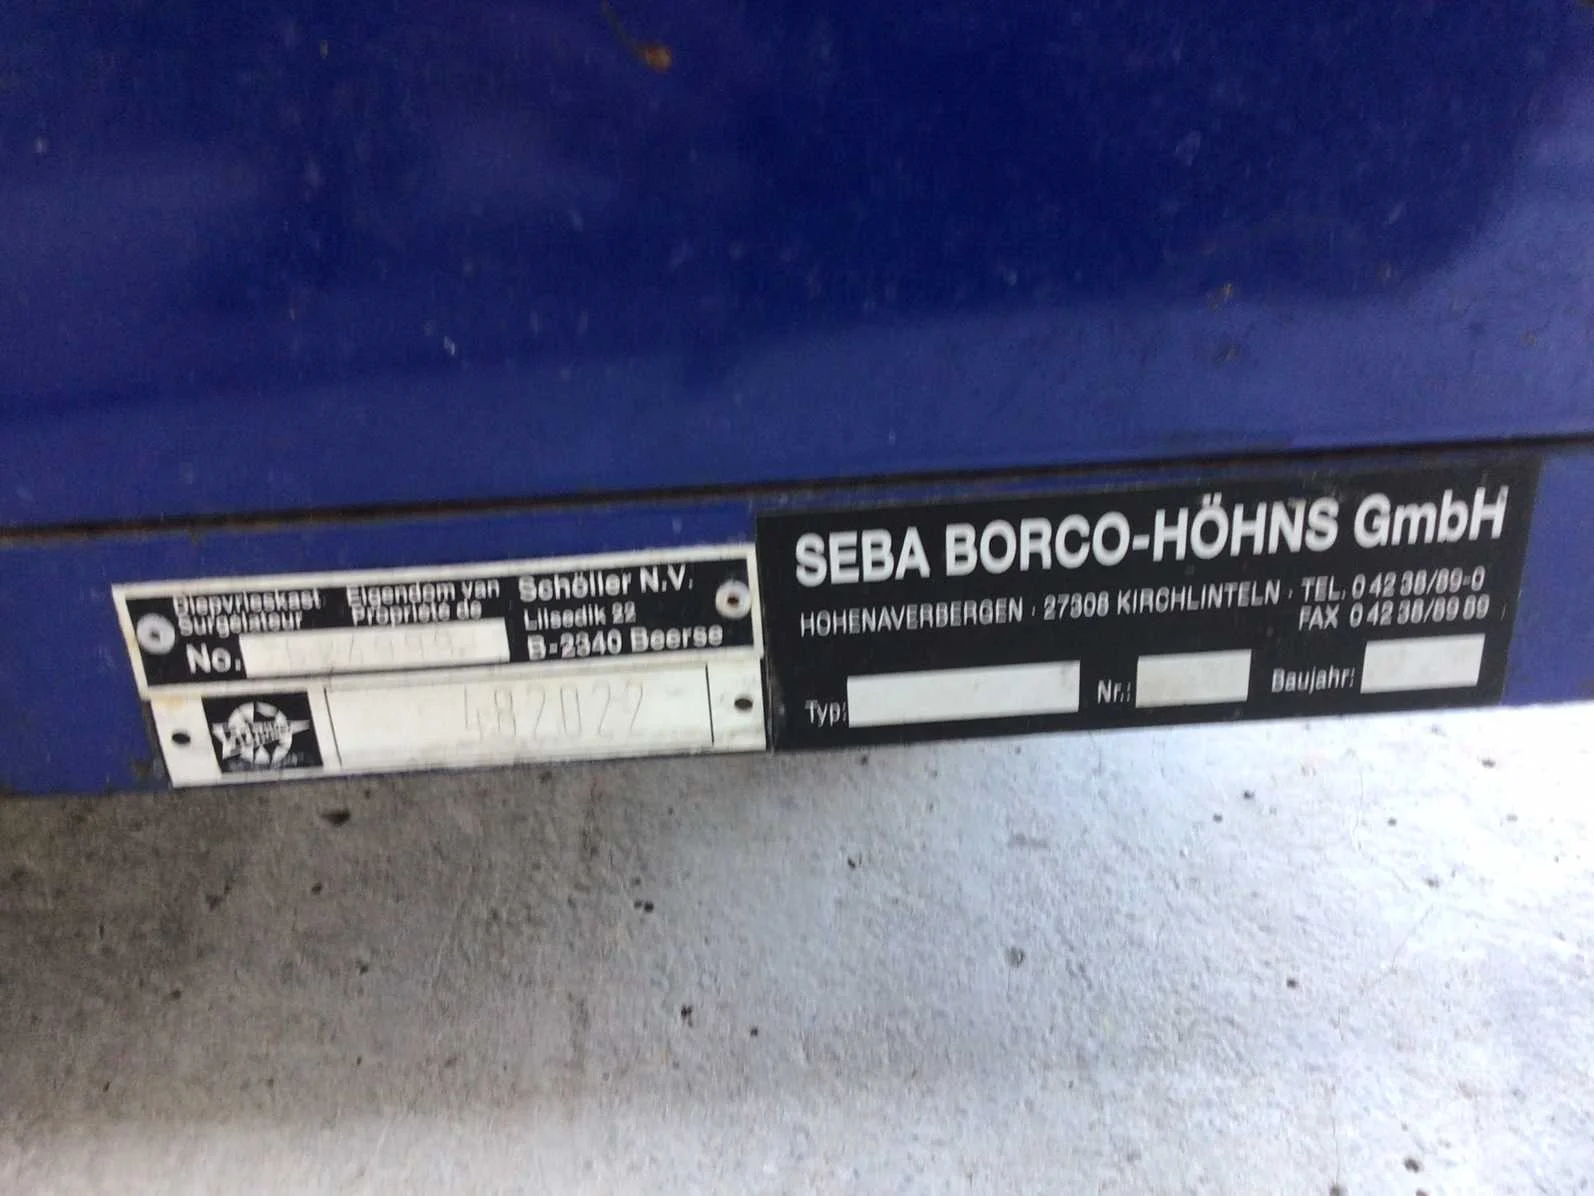 Diepvrieskast Eigendom van Schöller N.V.
Surgelateur Propriété de Lilsedik 22
No. B-2340 Beerse
482022
SEBA BORCO-HÖHNS GmbH
HOHENAVERBERGEN · 27308 KIRCHLINTELN · TEL. 0 42 38/89-0
FAX 0 42 38/89 89
Typ: Nr.: Baujahr: